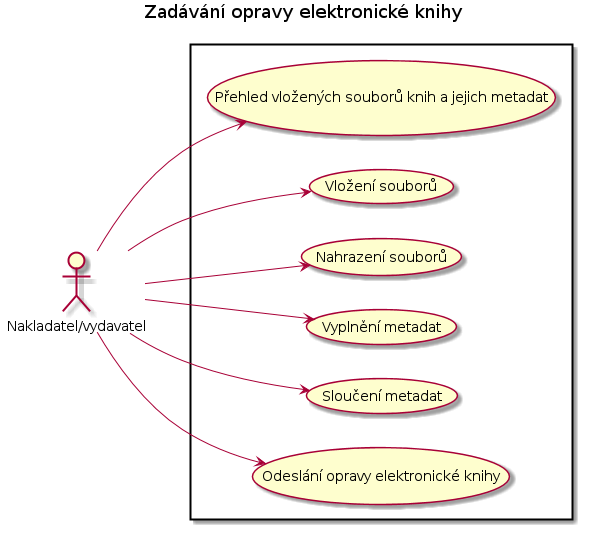 Zadávání opravy elektronické knihy
Přehled vložených souborů knih a jejich metadat
Vložení souborů
Nahrazení souborů
Nakladatel/vydavatel
Vyplnění metadat
Sloučení metadat
Odeslání opravy elektronické knihy